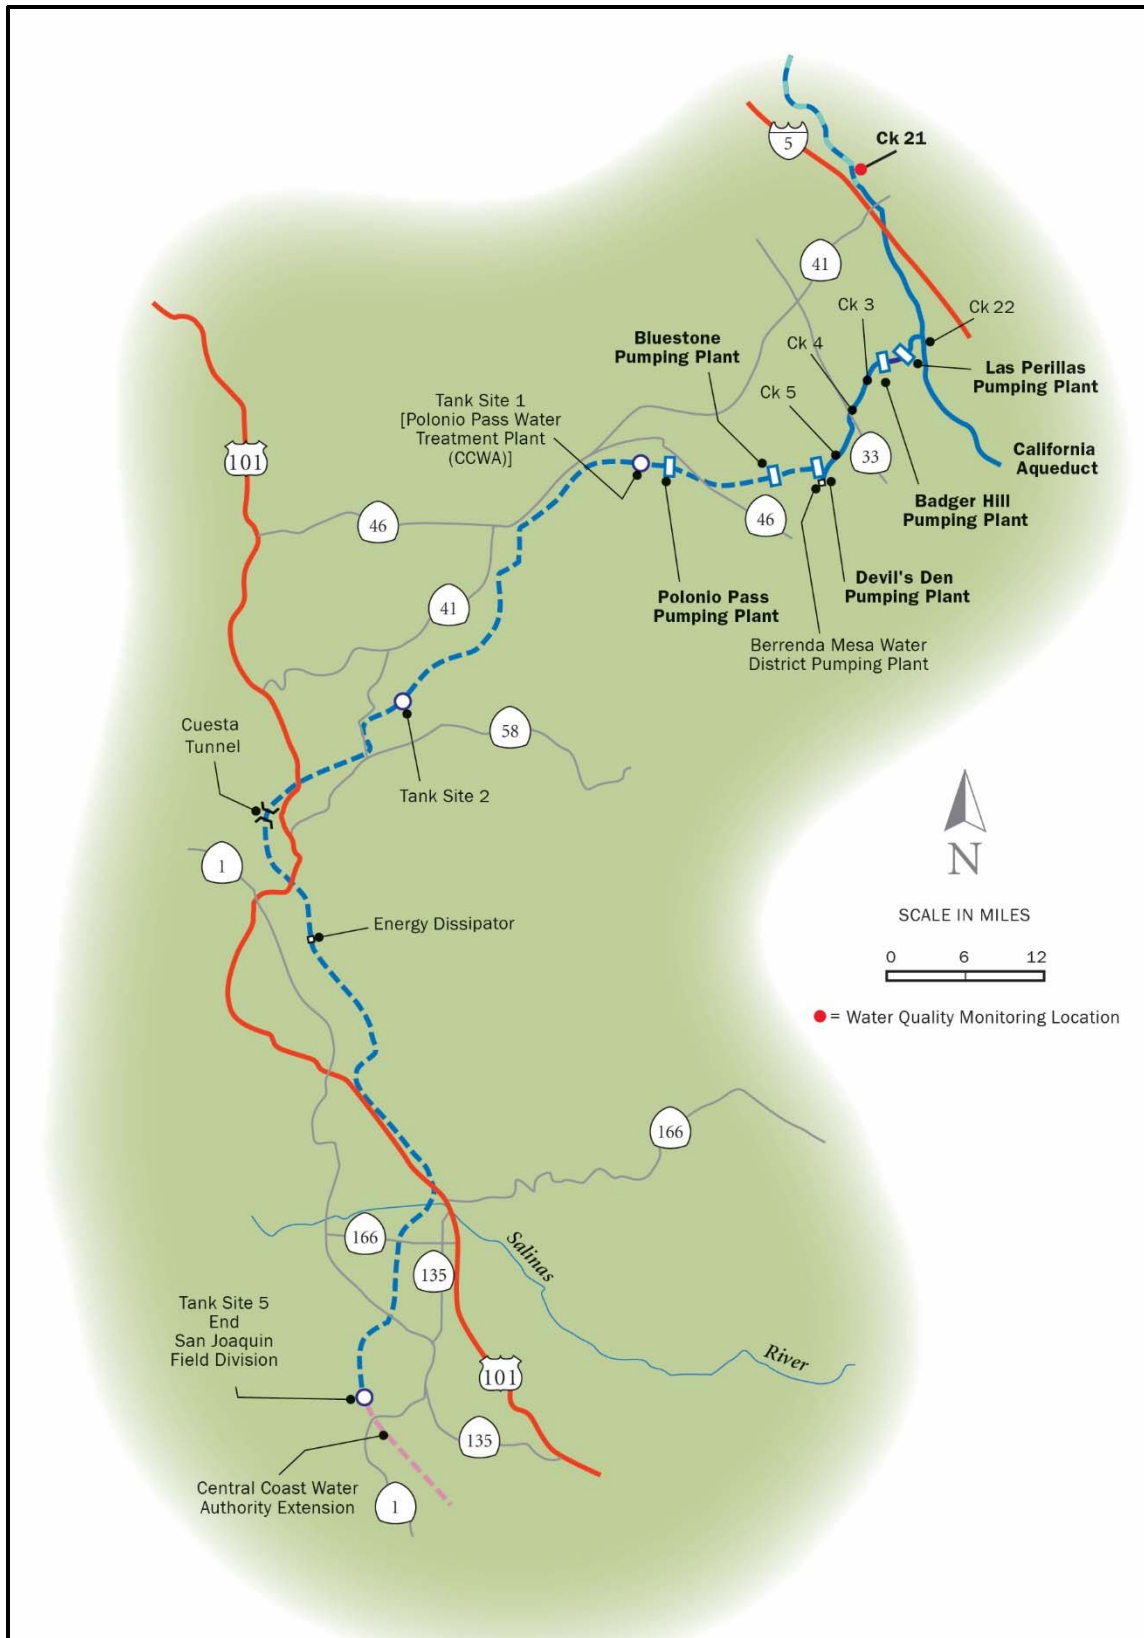 5
Ck 21
41
Ck 3
Ck 22
Bluestone
Pumping Plant
Ck 4
Las Perillas
Pumping Plant
Tank Site 1
[Polonio Pass Water
Treatment Plant
(CCWA)]
Ck 5
101
33
California
Aqueduct
46
46
Badger Hill
Pumping Plant
Polonio Pass
Pumping Plant
Devil's Den
Pumping Plant
41
Berrenda Mesa Water
District Pumping Plant
Cuesta
Tunnel
58
Tank Site 2
1
N
Energy Dissipator
SCALE IN MILES
0 6 12
= Water Quality Monitoring Location
166
Salinas
River
166
135
Tank Site 5
End
San Joaquin
Field Division
101
135
Central Coast Water
Authority Extension
1